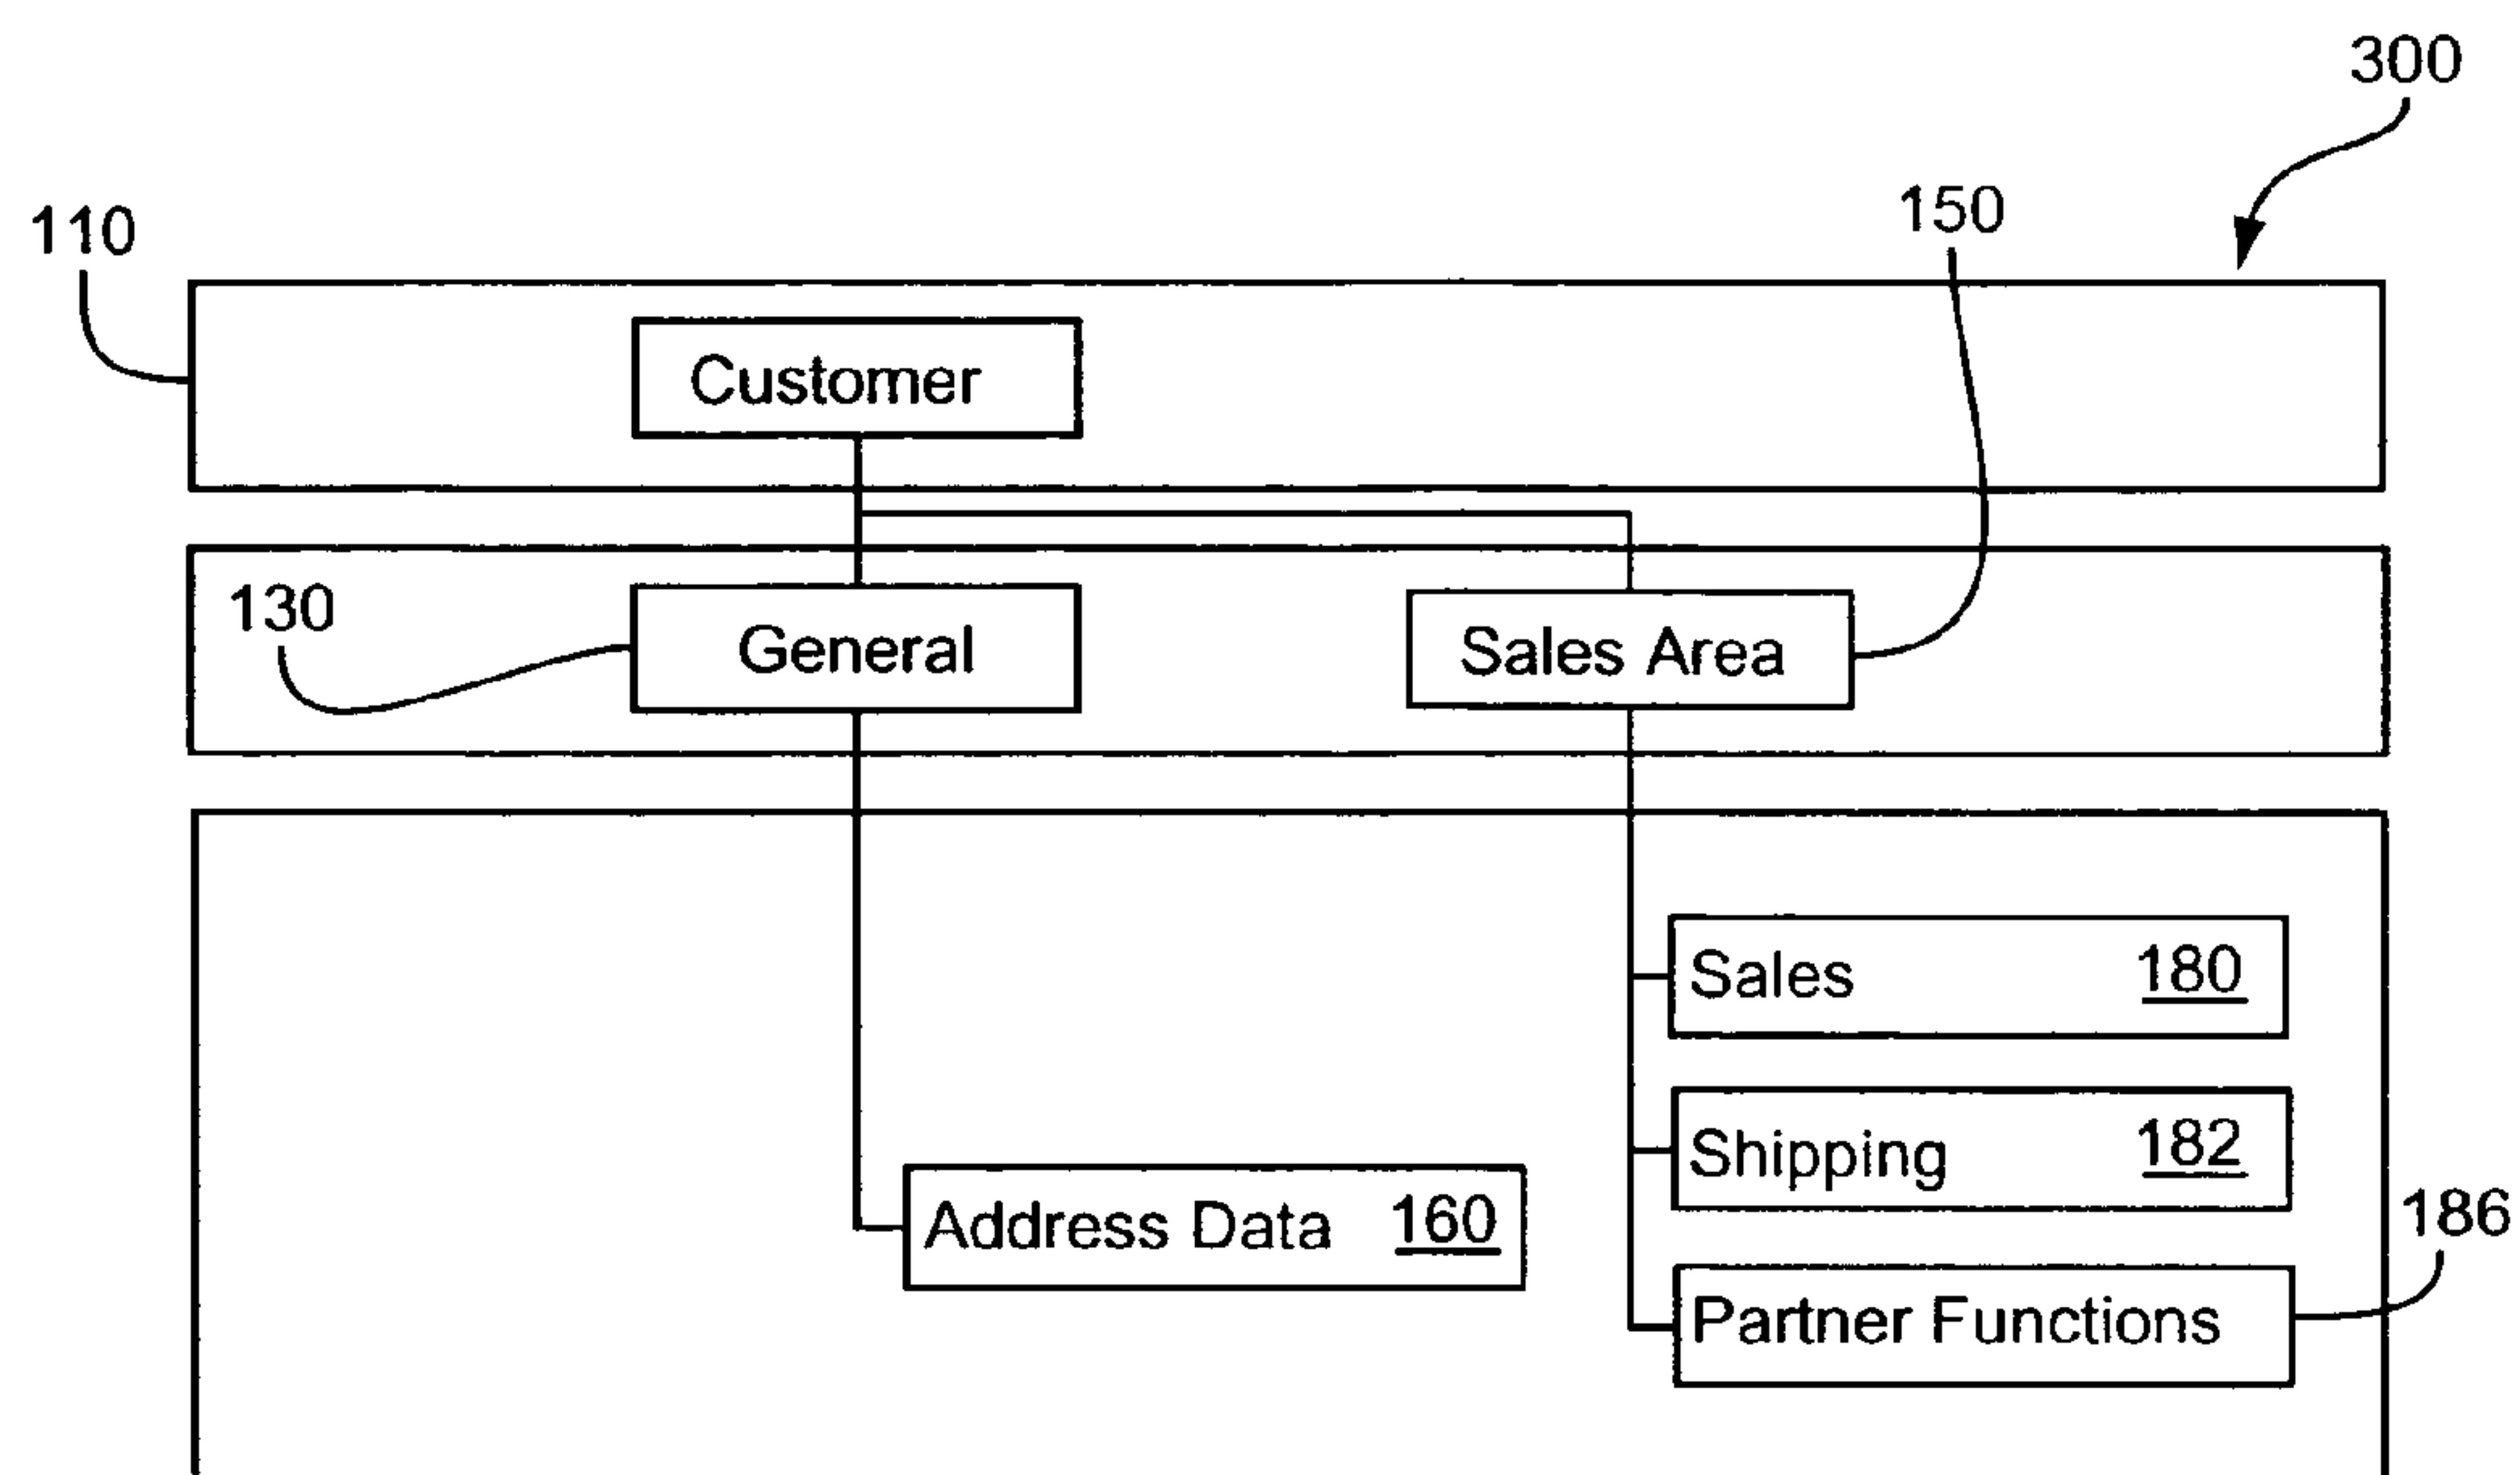 300
150
110
Customer
130
General
Sales Area
Sales 180
Shipping 182
186
Address Data 160
Partner Functions